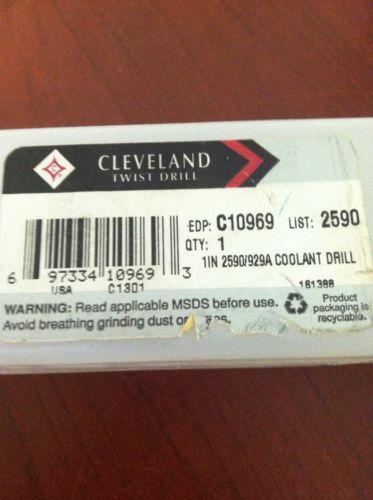 CLEVELAND
TWIST DRILL
EDP: C10969 LIST: 2590
QTY: 1
1IN 2590/929A COOLANT DRILL
6 97334 10969 3
USA C1301 161388
WARNING: Read applicable MSDS before use.
Avoid breathing grinding dust or
Product
packaging is
recyclable.